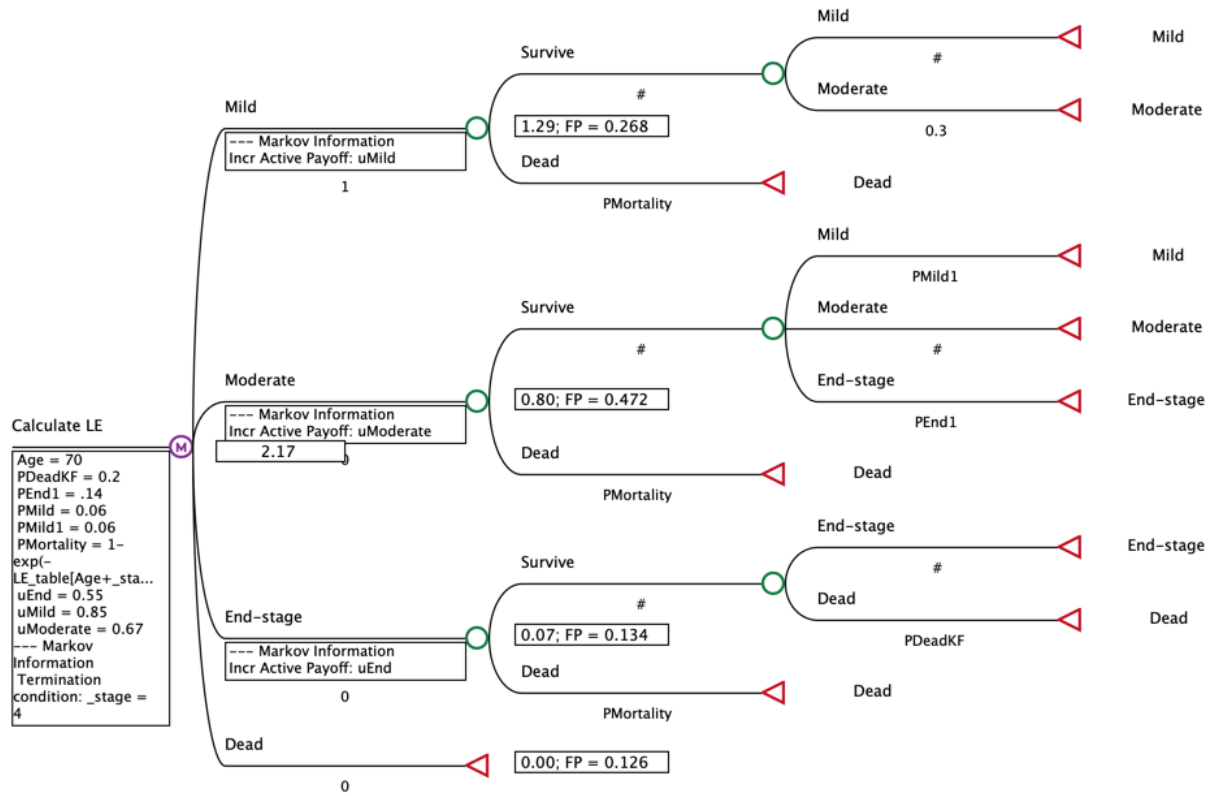 Calculate LE
Age = 70
PDeadKF = 0.2
PEnd1 = .14
PMild = 0.06
PMild1 = 0.06
PMortality = 1-
exp(-
LE_table[Age+_sta...
uEnd = 0.55
uMild = 0.85
uModerate = 0.67
--- Markov
Information
Termination
condition: _stage =
4
M
2.17
Mild
--- Markov Information
Incr Active Payoff: uMild
1
Survive
#
1.29; FP = 0.268
Mild
#
Mild
Moderate
0.3
Moderate
Dead
PMortality
Dead
Moderate
--- Markov Information
Incr Active Payoff: uModerate
Survive
#
0.80; FP = 0.472
Mild
PMild1
Mild
Moderate
#
Moderate
End-stage
PEnd1
End-stage
Dead
PMortality
Dead
End-stage
--- Markov Information
Incr Active Payoff: uEnd
0
Survive
#
0.07; FP = 0.134
End-stage
#
End-stage
Dead
PDeadKF
Dead
Dead
PMortality
Dead
Dead
0
0.00; FP = 0.126